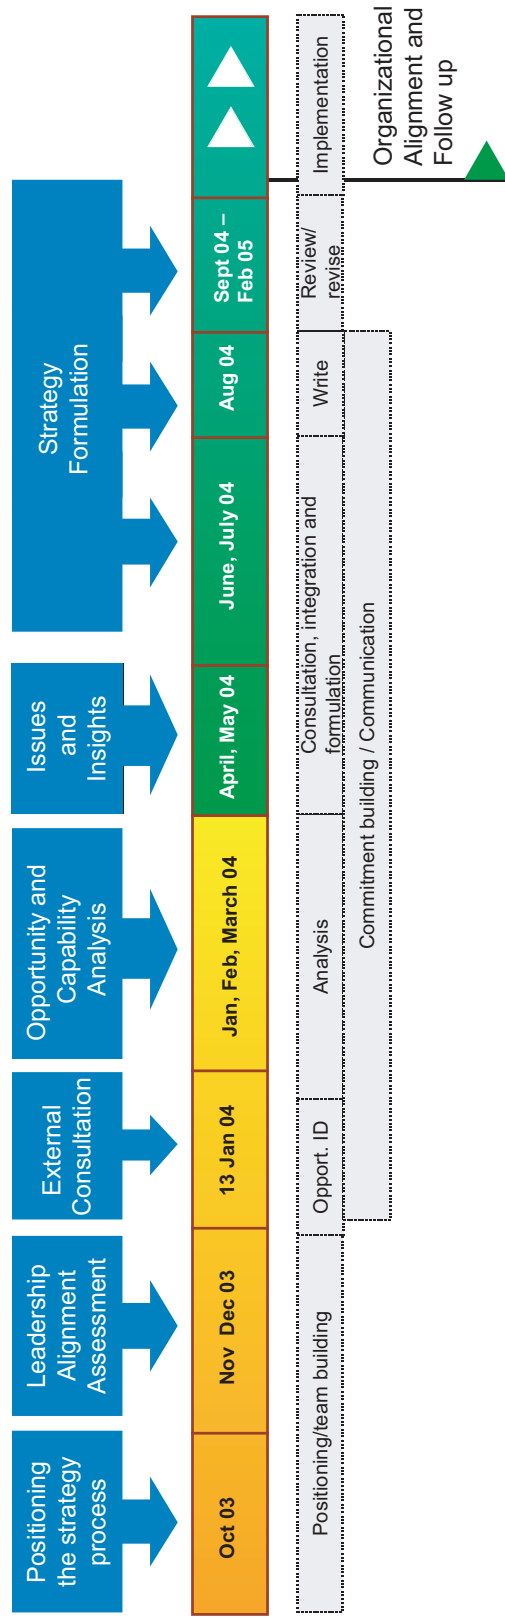 Positioning
the strategy
process
Leadership
Alignment
Assessment
External
Consultation
Opportunity and
Capability
Analysis
Issues
and
Insights
Strategy
Formulation
Oct 03
Nov Dec 03
13 Jan 04
Jan, Feb, March 04
April, May 04
June, July 04
Aug 04
Sept 04 –
Feb 05
Positioning/team building
Opport. ID
Analysis
Consultation, integration and
formulation
Write
Review/
revise
Implementation
Commitment building / Communication
Organizational
Alignment and
Follow up